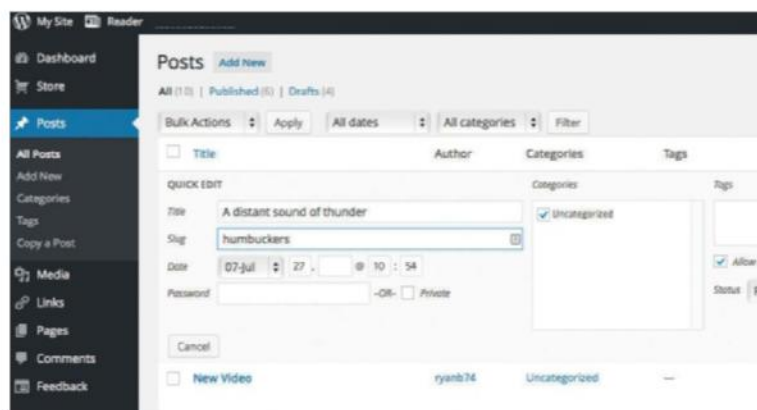 My Site Reader
Dashboard
Store
Posts
All Posts
Add New
Categories
Tags
Copy a Post
Media
Links
Pages
Comments
Feedback
Posts Add New
All (10) | Published (6) | Drafts (4)
Bulk Actions Apply All dates All categories Filter
Title Author Categories Tags
QUICK EDIT Categories Tags
Title A distant sound of thunder Uncategorized
Slug humbuckers
Date 07-Jul 27 , @ 10 : 54 Allow
Password -OR- Private Status
Cancel
New Video ryanb74 Uncategorized —